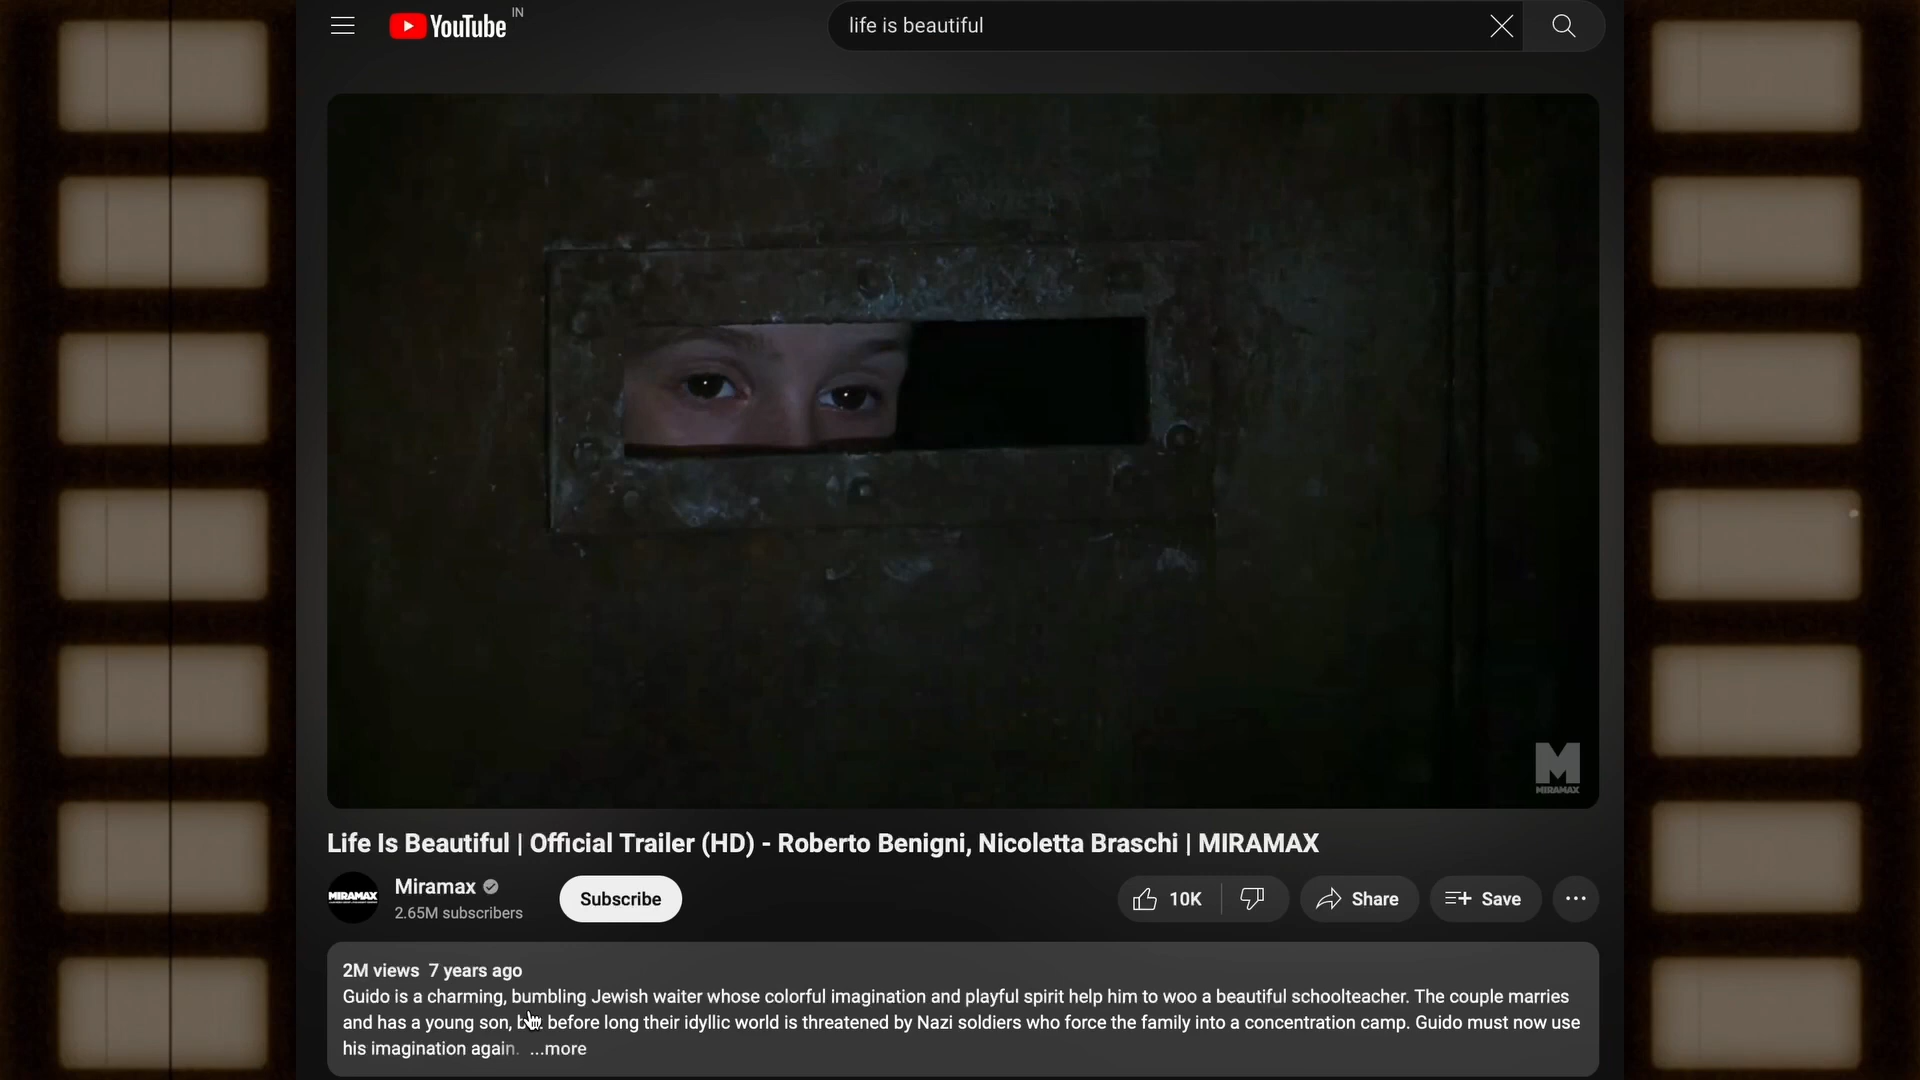 YouTube IN
life is beautiful
M
MIRAMAX
Life Is Beautiful | Official Trailer (HD) - Roberto Benigni, Nicoletta Braschi | MIRAMAX
MIRAMAX
Miramax
2.65M subscribers
Subscribe
10K
Share
Save
2M views 7 years ago
Guido is a charming, bumbling Jewish waiter whose colorful imagination and playful spirit help him to woo a beautiful schoolteacher. The couple marries
and has a young son, but before long their idyllic world is threatened by Nazi soldiers who force the family into a concentration camp. Guido must now use
his imagination again. ...more